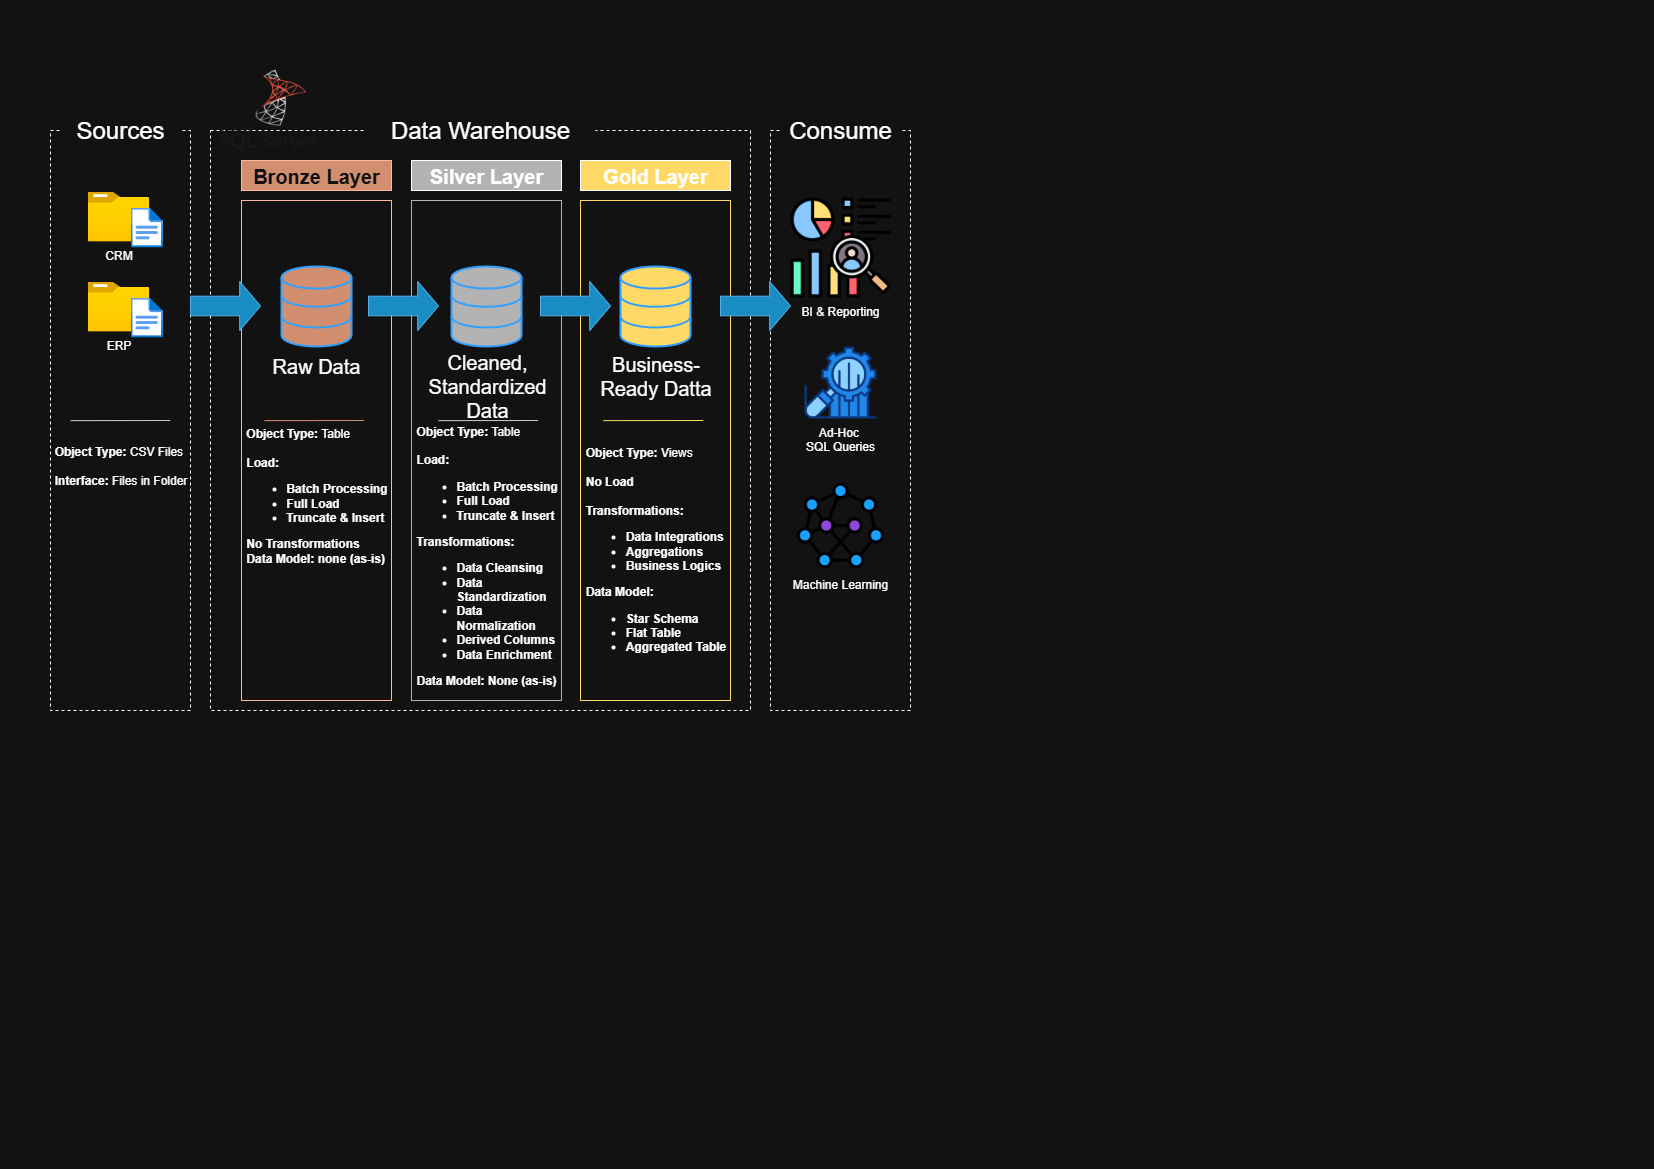 SQL Server
Sources
Data Warehouse
Consume
Bronze Layer
Silver Layer
Gold Layer
CRM
ERP
Object Type: CSV Files
Interface: Files in Folder
Raw Data
Object Type: Table
Load:
• Batch Processing
• Full Load
• Truncate & Insert
No Transformations
Data Model: none (as-is)
Cleaned,
Standardized
Data
Object Type: Table
Load:
• Batch Processing
• Full Load
• Truncate & Insert
Transformations:
• Data Cleansing
• Data
Standardization
• Data
Normalization
• Derived Columns
• Data Enrichment
Data Model: None (as-is)
Business-
Ready Datta
Object Type: Views
No Load
Transformations:
• Data Integrations
• Aggregations
• Business Logics
Data Model:
• Star Schema
• Flat Table
• Aggregated Table
BI & Reporting
Ad-Hoc
SQL Queries
Machine Learning